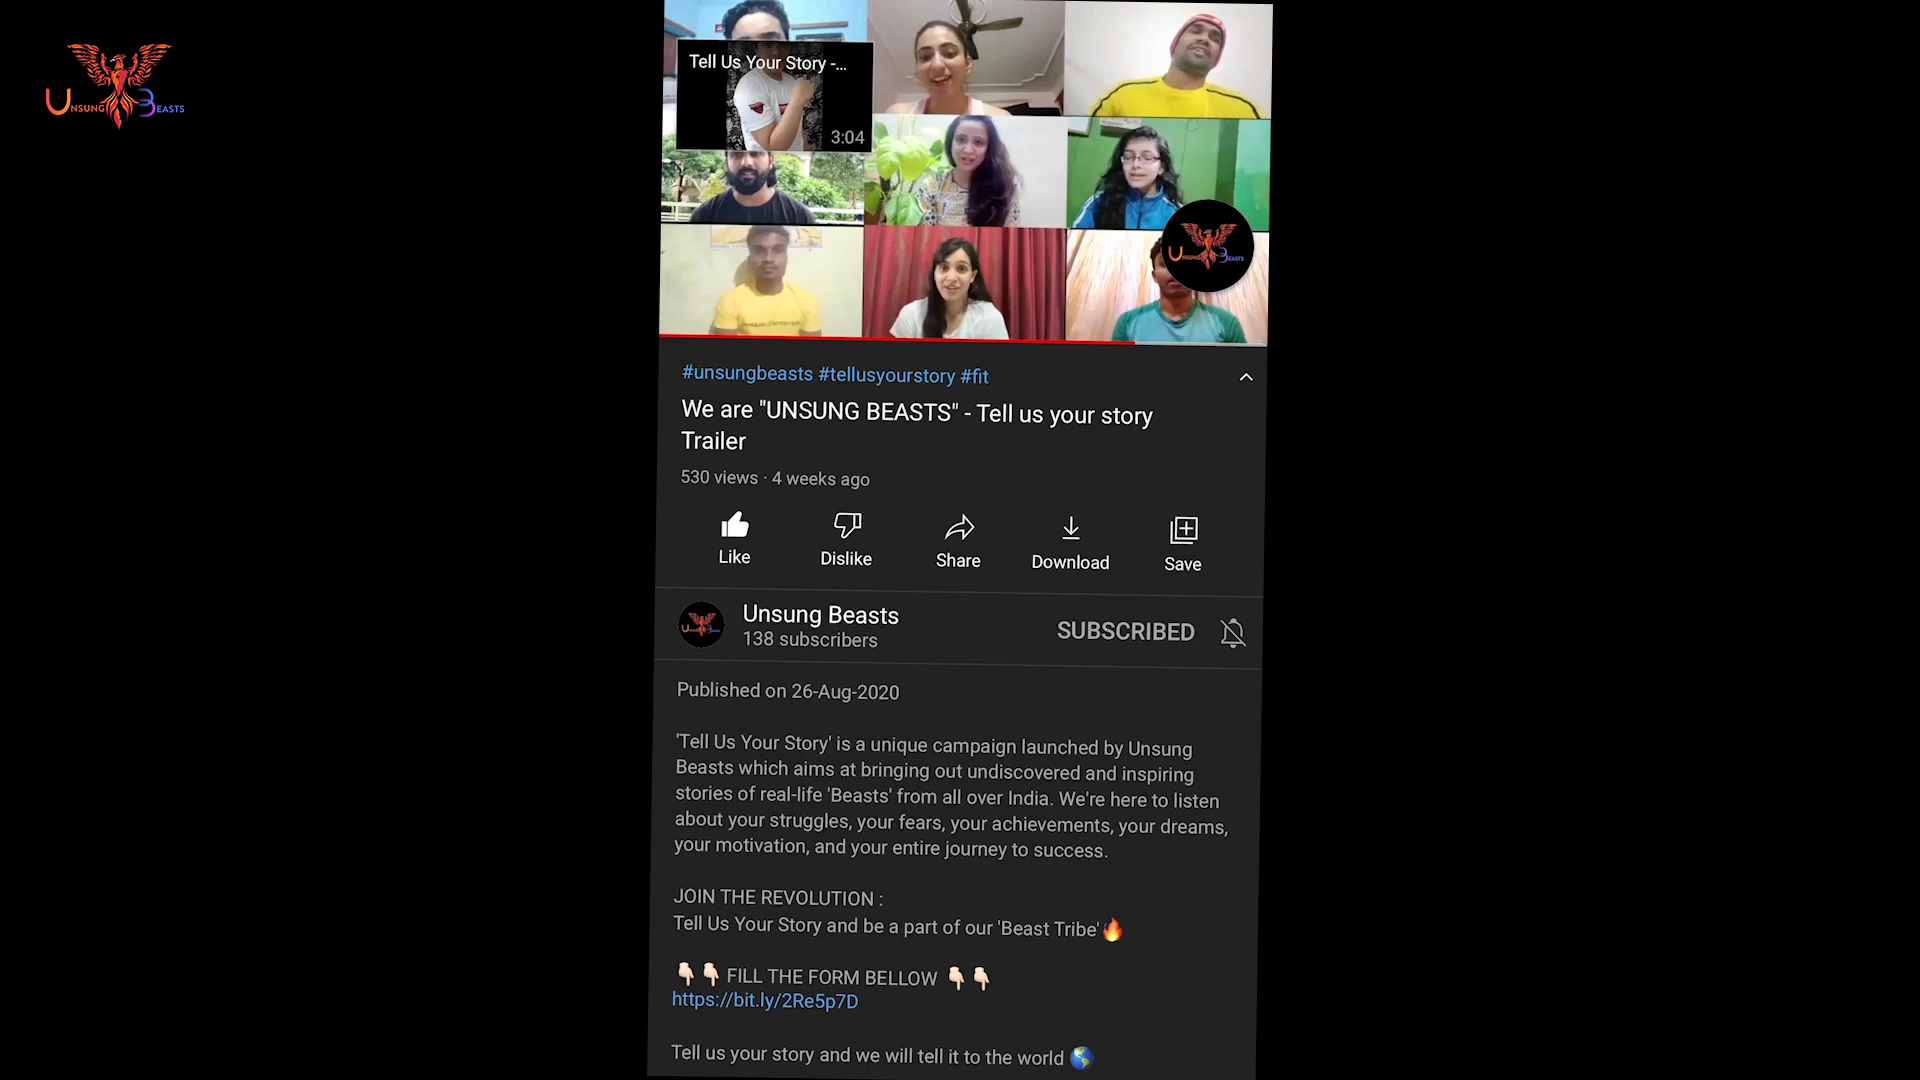 UNSUNG BEASTS
Tell Us Your Story -...
3:04
UNSUNG BEASTS
#unsungbeasts #tellusyourstory #fit
We are "UNSUNG BEASTS" - Tell us your story
Trailer
530 views · 4 weeks ago
Like Dislike Share Download Save
Unsung Beasts
138 subscribers
SUBSCRIBED
Published on 26-Aug-2020
'Tell Us Your Story' is a unique campaign launched by Unsung
Beasts which aims at bringing out undiscovered and inspiring
stories of real-life 'Beasts' from all over India. We're here to listen
about your struggles, your fears, your achievements, your dreams,
your motivation, and your entire journey to success.
JOIN THE REVOLUTION :
Tell Us Your Story and be a part of our 'Beast Tribe'🔥
👇🏻👇🏻 FILL THE FORM BELLOW 👇🏻👇🏻
https://bit.ly/2Re5p7D
Tell us your story and we will tell it to the world 🌎